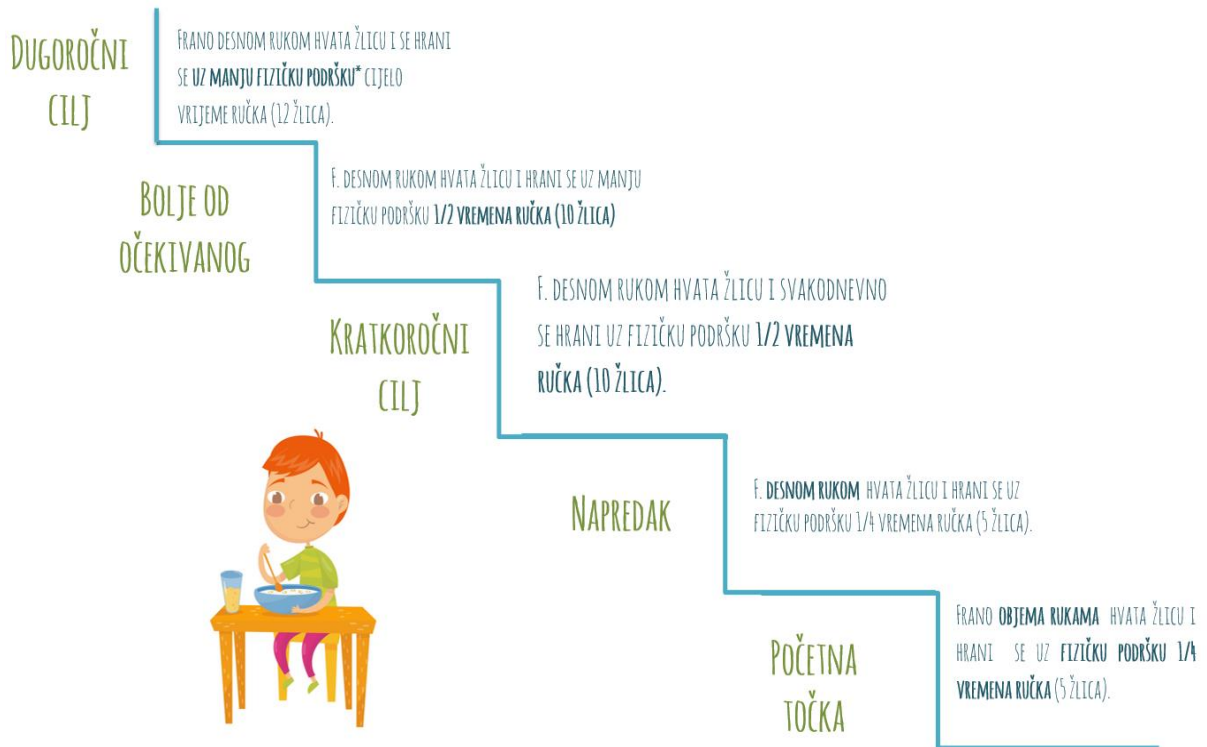 DUGOROČNI
CILJ
FRANO DESNOM RUKOM HVATA ŽLICU I SE HRANI
SE UZ MANJU FIZIČKU PODRŠKU* CIJELO
VRIJEME RUČKA (12 ŽLICA).
BOLJE OD
OČEKIVANOG
F. DESNOM RUKOM HVATA ŽLICU I HRANI SE UZ MANJU
FIZIČKU PODRŠKU 1/2 VREMENA RUČKA (10 ŽLICA)
KRATKOROČNI
CILJ
F. DESNOM RUKOM HVATA ŽLICU I SVAKODNEVNO
SE HRANI UZ FIZIČKU PODRŠKU 1/2 VREMENA
RUČKA (10 ŽLICA).
NAPREDAK
F. DESNOM RUKOM HVATA ŽLICU I HRANI SE UZ
FIZIČKU PODRŠKU 1/4 VREMENA RUČKA (5 ŽLICA).
POČETNA
TOČKA
FRANO OBJEMA RUKAMA HVATA ŽLICU I
HRANI SE UZ FIZIČKU PODRŠKU 1/4
VREMENA RUČKA (5 ŽLICA).